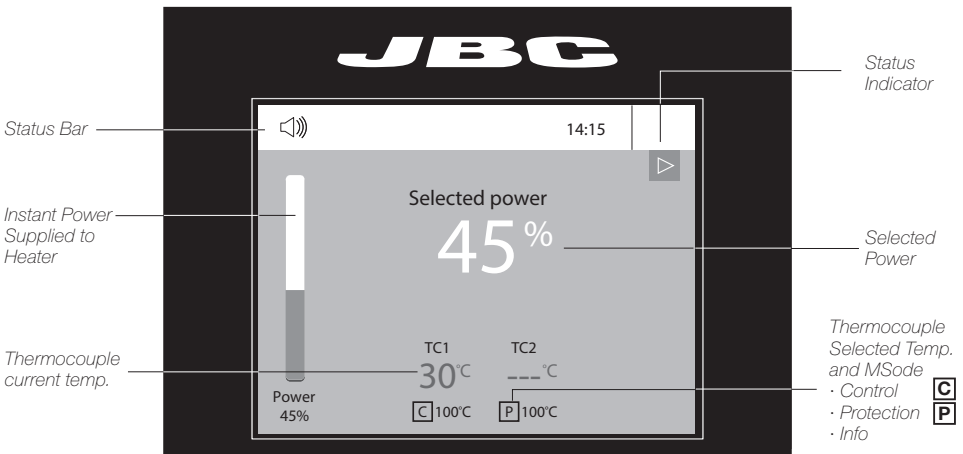 JBC
Status
Indicator
Status Bar
14:15
Instant Power
Supplied to
Heater
Selected power
45%
Selected
Power
Thermocouple
current temp.
TC1 TC2
30°C ---°C
C 100°C P 100°C
Power
45%
Thermocouple
Selected Temp.
and MSode
· Control C
· Protection P
· Info